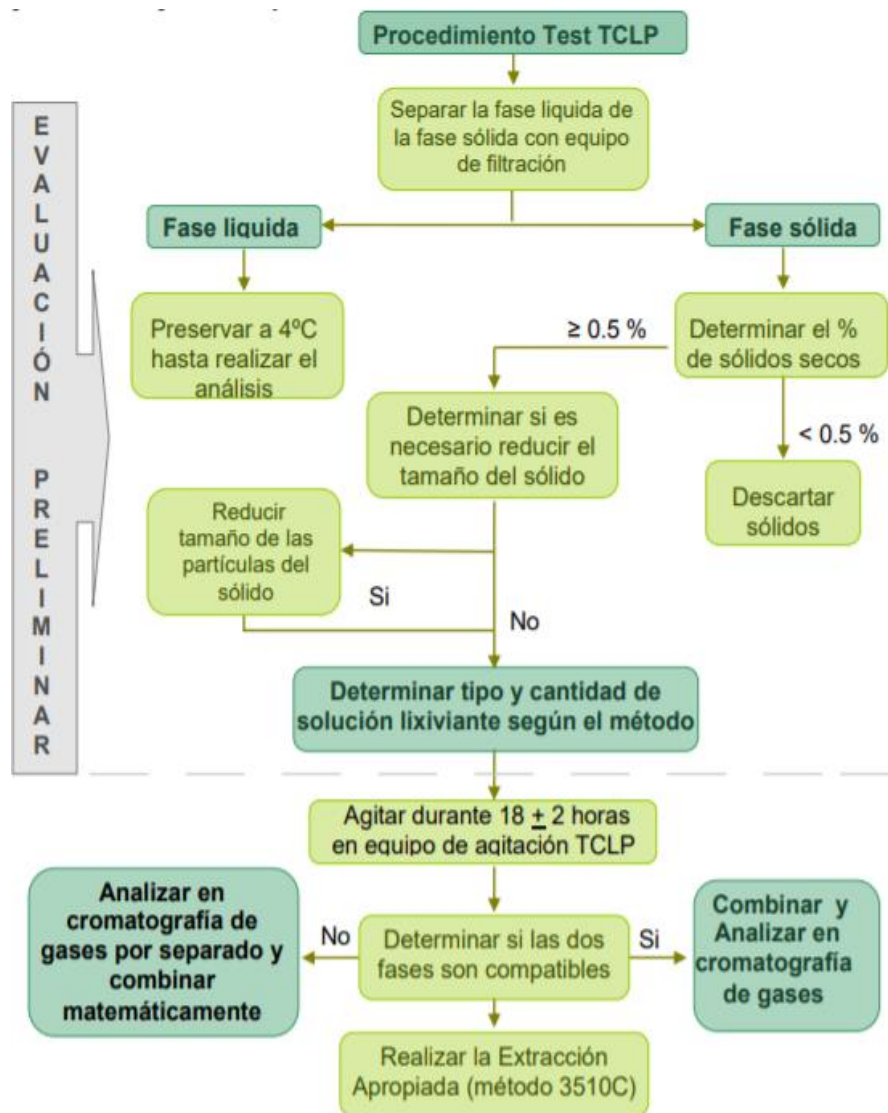 Procedimiento Test TCLP
Separar la fase liquida de
la fase sólida con equipo
de filtración
Fase liquida
Fase sólida
Preservar a 4ºC
hasta realizar el
análisis
≥ 0.5 %
Determinar el %
de sólidos secos
Determinar si es
necesario reducir el
tamaño del sólido
< 0.5 %
Descartar
sólidos
Reducir
tamaño de las
partículas del
sólido
Si
No
Determinar tipo y cantidad de
solución lixiviante según el método
EVALUACIÓN PRELIMINAR
Agitar durante 18 ± 2 horas
en equipo de agitación TCLP
Analizar en
cromatografía de
gases por separado y
combinar
matemáticamente
No
Determinar si las dos
fases son compatibles
Si
Combinar y
Analizar en
cromatografía
de gases
Realizar la Extracción
Apropiada (método 3510C)